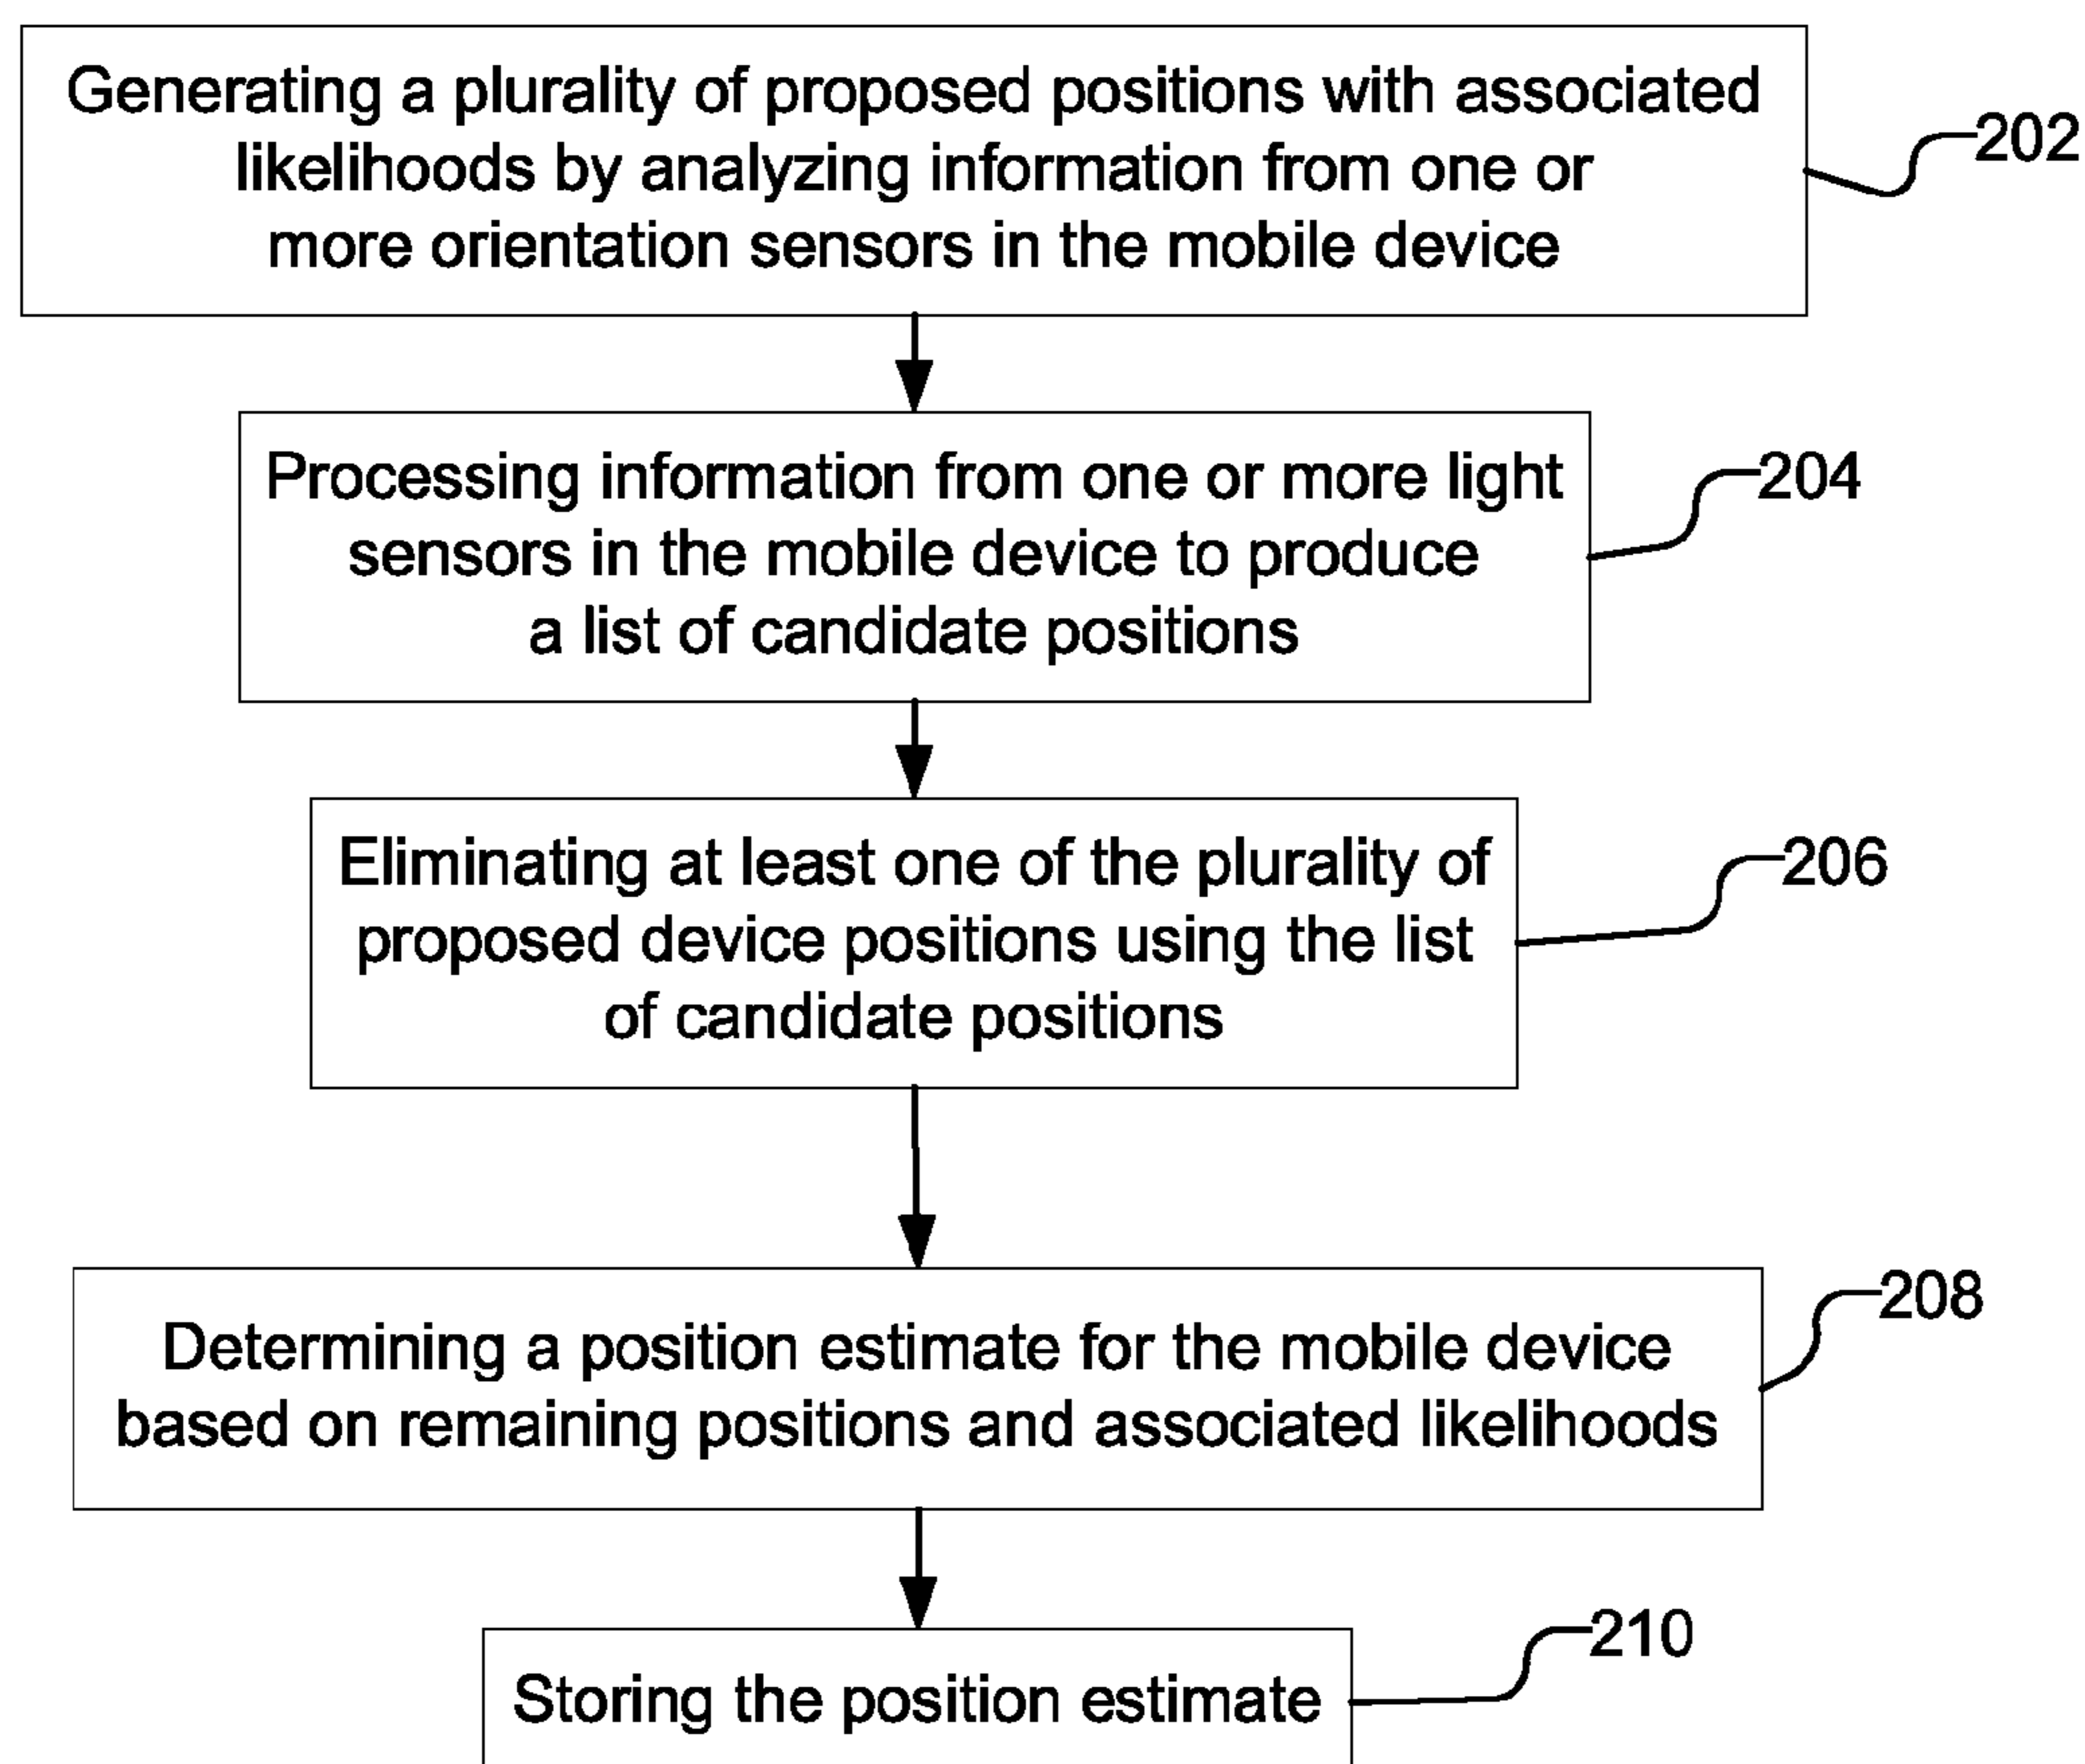 Generating a plurality of proposed positions with associated
likelihoods by analyzing information from one or
more orientation sensors in the mobile device
202
Processing information from one or more light
sensors in the mobile device to produce
a list of candidate positions
204
Eliminating at least one of the plurality of
proposed device positions using the list
of candidate positions
206
Determining a position estimate for the mobile device
based on remaining positions and associated likelihoods
208
Storing the position estimate
210